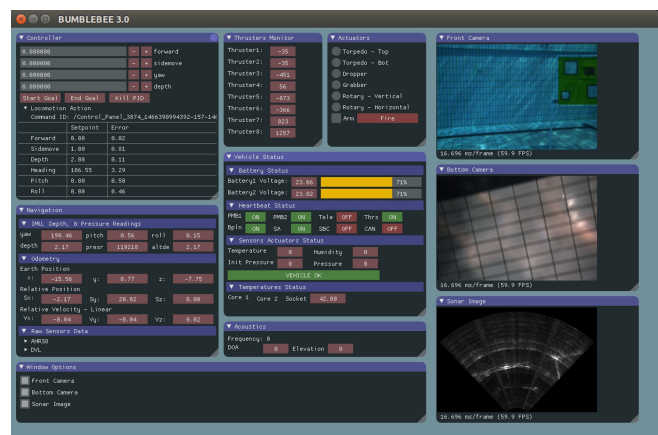 BUMBLEBEE 3.0
Controller
0.000000 - + forward
0.000000 - + sidemove
0.000000 - + yaw
0.000000 - + depth
Start Goal End Goal Kill PID
Locomotion Action
Command ID: /Control_Panel_3874_1466398994392-157-146
Setpoint Error
Forward 0.00 0.02
Sidemove 1.00 0.81
Depth 2.00 0.11
Heading 186.55 3.29
Pitch 0.00 0.50
Roll 0.00 0.46
Navigation
IMU, Depth, & Pressure Readings
yaw 190.46 pitch 0.56 roll 0.15
depth 2.17 presr 119218 altde 2.17
Odometry
Earth Position
x: -15.56 y: 0.77 z: -7.75
Relative Position
Sx: -2.17 Sy: 20.82 Sz: 0.00
Relative Velocity - Linear
Vx: -0.04 Vy: -0.04 Vz: 0.02
Raw Sensors Data
AHRS8
DVL
Window Options
Front Camera
Bottom Camera
Sonar Image
Thrusters Monitor
Thruster1: -35
Thruster2: -35
Thruster3: -451
Thruster4: 56
Thruster5: -873
Thruster6: -366
Thruster7: 823
Thruster8: 1257
Actuators
Torpedo - Top
Torpedo - Bot
Dropper
Grabber
Rotary - Vertical
Rotary - Horizontal
Arm Fire
Vehicle Status
Battery Status
Battery1 Voltage: 23.06 71%
Battery2 Voltage: 23.02 71%
Heartbeat Status
PMB1 ON PMB2 ON Tele OFF Thrs ON
Bpln ON SA ON SBC OFF CAN OFF
Sensors Actuators Status
Temperature 0 Humidity 0
Init Pressure 0 Pressure 0
VEHICLE OK
Temperatures Status
Core 1 Core 2 Socket 42.00
Acoustics
Frequency: 0
DOA 0 Elevation 0
Front Camera
16.696 ms/frame (59.9 FPS)
Bottom Camera
16.696 ms/frame (59.9 FPS)
Sonar Image
16.696 ms/frame (59.9 FPS)